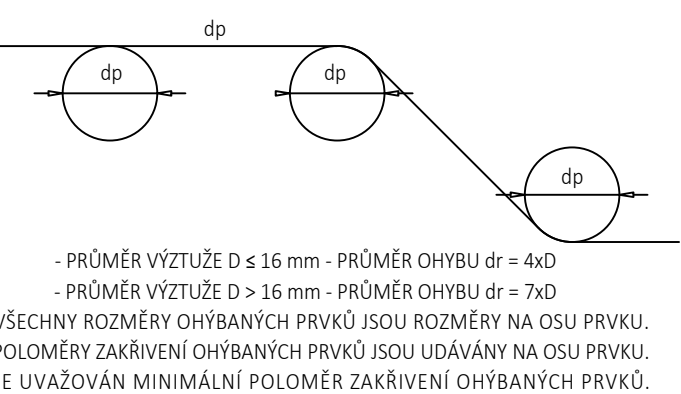 dp
dp dp
dp
- PRŮMĚR VÝZTUŽE D ≤ 16 mm - PRŮMĚR OHYBU dr = 4xD
- PRŮMĚR VÝZTUŽE D > 16 mm - PRŮMĚR OHYBU dr = 7xD
VŠECHNY ROZMĚRY OHÝBANÝCH PRVKŮ JSOU ROZMĚRY NA OSU PRVKU.
POLOMĚRY ZAKŘIVENÍ OHÝBANÝCH PRVKŮ JSOU UDÁVÁNY NA OSU PRVKU.
E UVAŽOVÁN MINIMÁLNÍ POLOMĚR ZAKŘIVENÍ OHÝBANÝCH PRVKŮ.